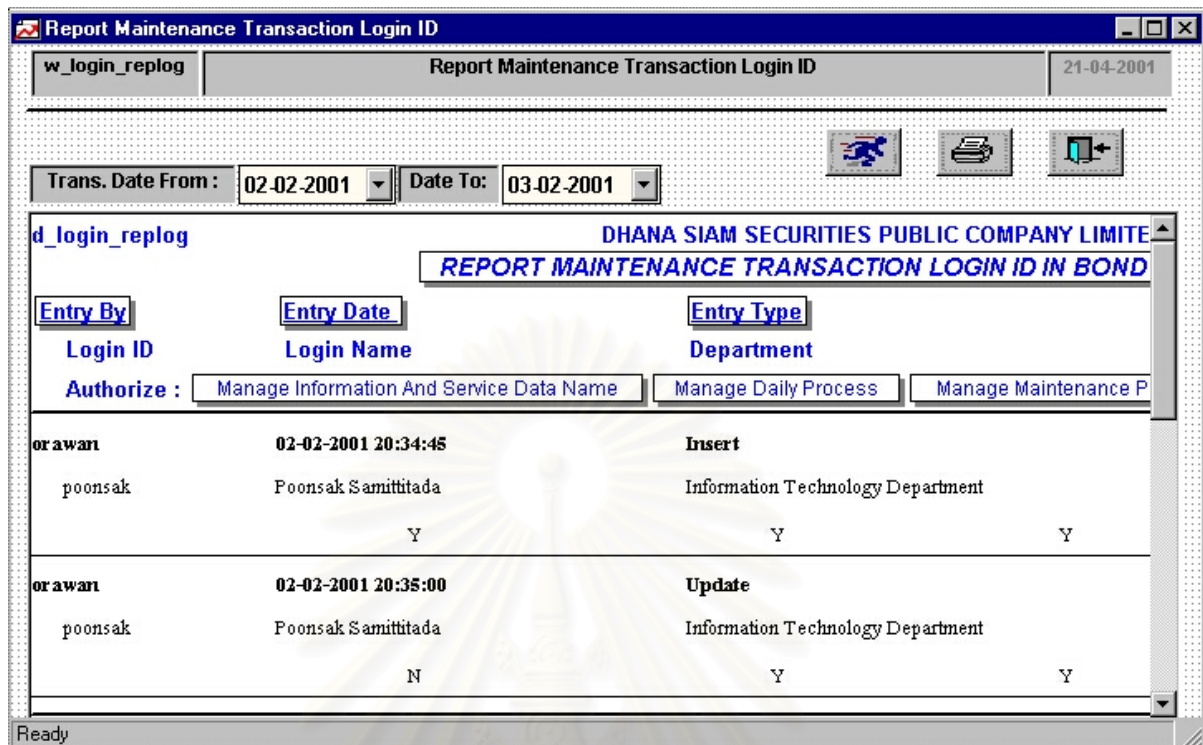 Report Maintenance Transaction Login ID
w_login_replog Report Maintenance Transaction Login ID 21-04-2001
Trans. Date From : 02-02-2001 Date To: 03-02-2001
d_login_replog DHANA SIAM SECURITIES PUBLIC COMPANY LIMITE
REPORT MAINTENANCE TRANSACTION LOGIN ID IN BOND
Entry By Entry Date Entry Type
Login ID Login Name Department
Authorize : Manage Information And Service Data Name Manage Daily Process Manage Maintenance P
orawan 02-02-2001 20:34:45 Insert
poonsak Poonsak Samittitada Information Technology Department
Y Y Y
orawan 02-02-2001 20:35:00 Update
poonsak Poonsak Samittitada Information Technology Department
N Y Y
Ready